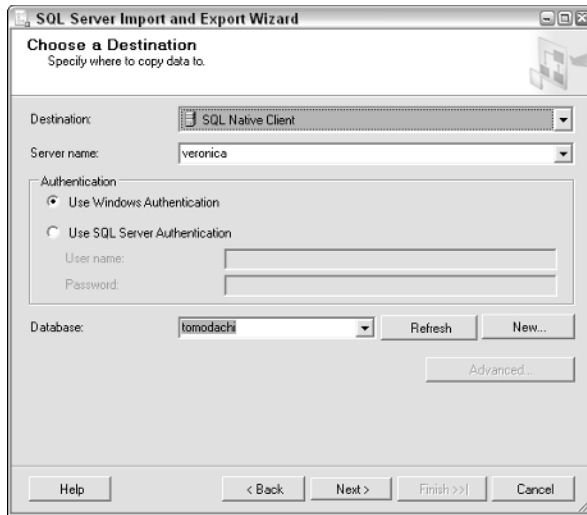 SQL Server Import and Export Wizard
Choose a Destination
Specify where to copy data to.
Destination: SQL Native Client
Server name: veronica
Authentication
Use Windows Authentication
Use SQL Server Authentication
User name:
Password:
Database: tomodachi Refresh New...
Advanced...
Help < Back Next > Finish >>| Cancel